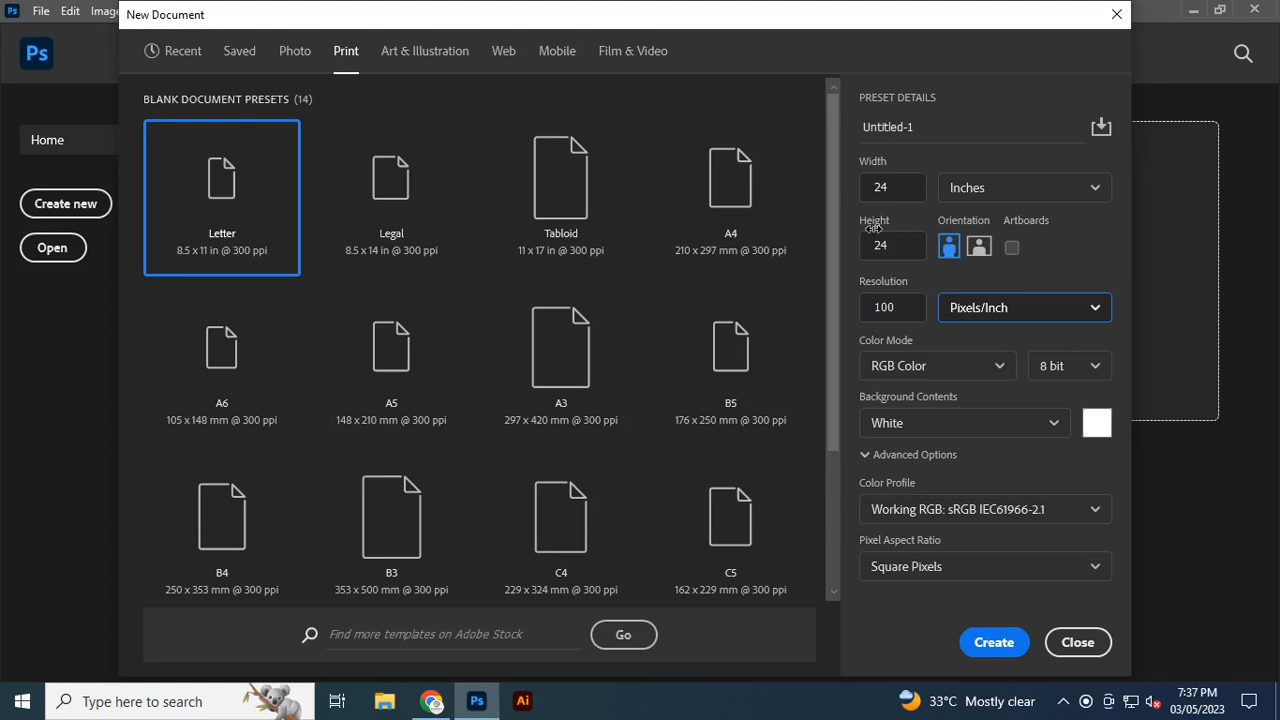 New Document
Ps File Edit Image
Ps
Recent Saved Photo Print Art & Illustration Web Mobile Film & Video
Home
Create new
Open
BLANK DOCUMENT PRESETS (14)
Letter
8.5 x 11 in @ 300 ppi
Legal
8.5 x 14 in @ 300 ppi
Tabloid
11 x 17 in @ 300 ppi
A4
210 x 297 mm @ 300 ppi
A6
105 x 148 mm @ 300 ppi
A5
148 x 210 mm @ 300 ppi
A3
297 x 420 mm @ 300 ppi
B5
176 x 250 mm @ 300 ppi
B4
250 x 353 mm @ 300 ppi
B3
353 x 500 mm @ 300 ppi
C4
229 x 324 mm @ 300 ppi
C5
162 x 229 mm @ 300 ppi
Find more templates on Adobe Stock
Go
PRESET DETAILS
Untitled-1
Width
24 Inches
Height Orientation Artboards
24
Resolution
100 Pixels/Inch
Color Mode
RGB Color 8 bit
Background Contents
White
Advanced Options
Color Profile
Working RGB: sRGB IEC61966-2.1
Pixel Aspect Ratio
Square Pixels
Create Close
Type here to search
Ps
Ai
33°C Mostly clear
7:37 PM
03/05/2023